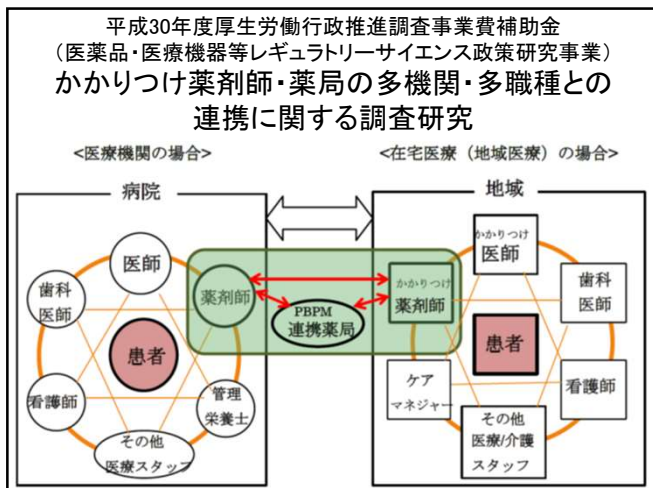 平成30年度厚生労働行政推進調査事業費補助金
（医薬品・医療機器等レギュラトリーサイエンス政策研究事業）
かかりつけ薬剤師・薬局の多機関・多職種との
連携に関する調査研究
<医療機関の場合>
<在宅医療（地域医療）の場合>
病院
医師
歯科
医師
薬剤師
患者
看護師
管理
栄養士
その他
医療スタッフ
PBPM
連携薬局
地域
かかりつけ
医師
かかりつけ
薬剤師
歯科
医師
患者
ケア
マネジャー
看護師
その他
医療/介護
スタッフ